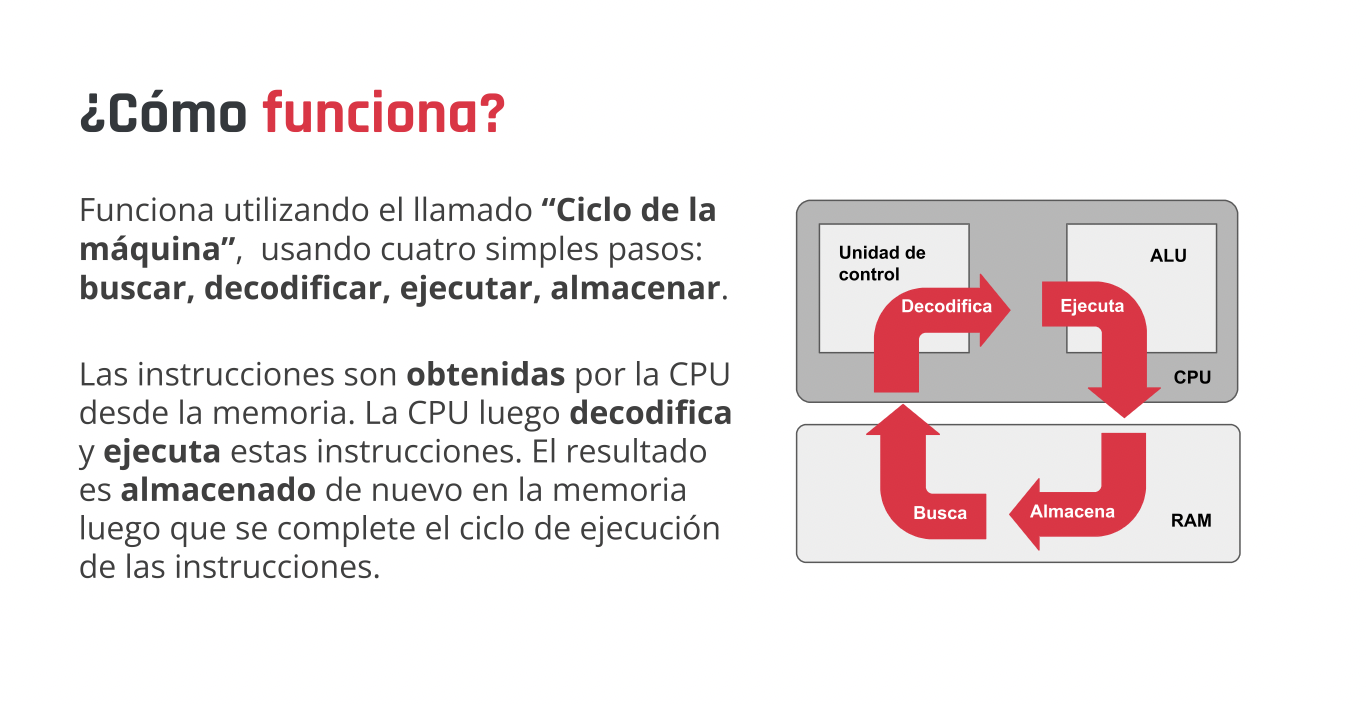 ¿Cómo funciona?
Funciona utilizando el llamado “Ciclo de la
máquina”,  usando cuatro simples pasos:
buscar, decodificar, ejecutar, almacenar.
Las instrucciones son obtenidas por la CPU
desde la memoria. La CPU luego decodifica
y ejecuta estas instrucciones. El resultado
es almacenado de nuevo en la memoria
luego que se complete el ciclo de ejecución
de las instrucciones.
Unidad de
control
ALU
Decodifica
Ejecuta
CPU
Busca
Almacena
RAM